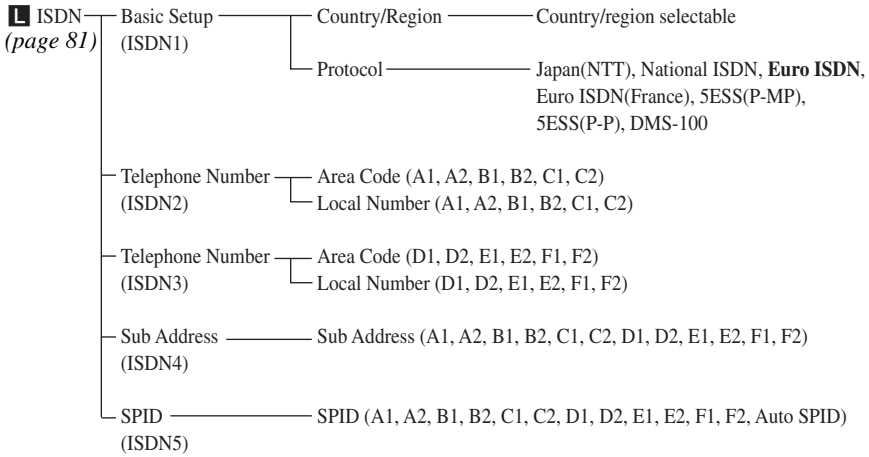 L ISDN Basic Setup Country/Region Country/region selectable
(page 81) (ISDN1)
Protocol Japan(NTT), National ISDN, Euro ISDN,
Euro ISDN(France), 5ESS(P-MP),
5ESS(P-P), DMS-100
Telephone Number Area Code (A1, A2, B1, B2, C1, C2)
(ISDN2) Local Number (A1, A2, B1, B2, C1, C2)
Telephone Number Area Code (D1, D2, E1, E2, F1, F2)
(ISDN3) Local Number (D1, D2, E1, E2, F1, F2)
Sub Address Sub Address (A1, A2, B1, B2, C1, C2, D1, D2, E1, E2, F1, F2)
(ISDN4)
SPID SPID (A1, A2, B1, B2, C1, C2, D1, D2, E1, E2, F1, F2, Auto SPID)
(ISDN5)